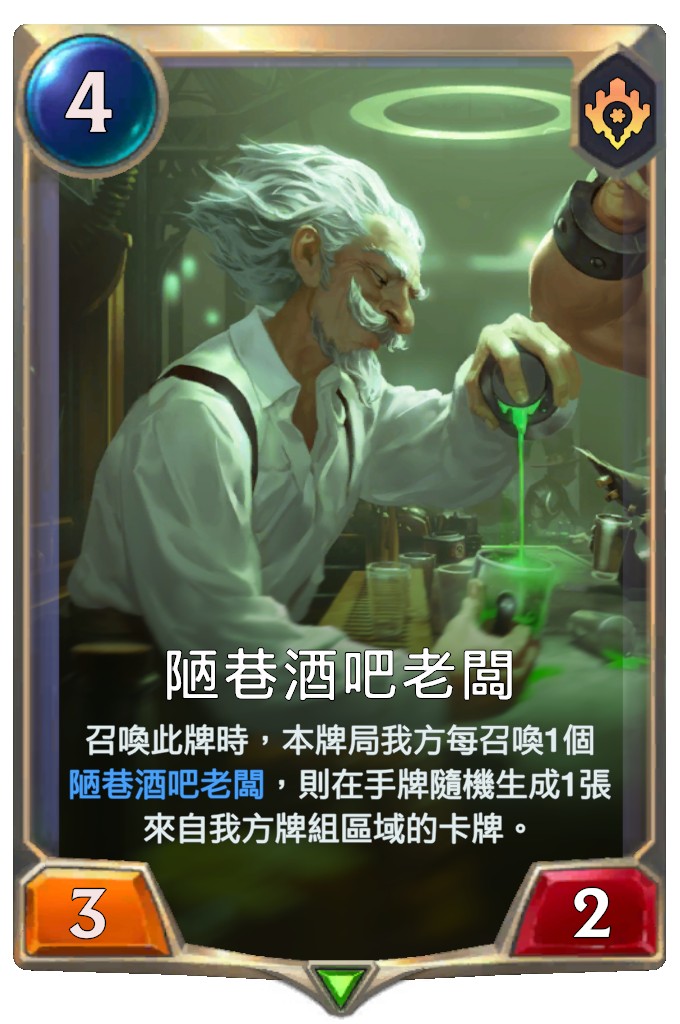 4
陋巷酒吧老闆
召喚此牌時，本牌局我方每召喚1個
陋巷酒吧老闆，則在手牌隨機生成1張
來自我方牌組區域的卡牌。
3
2